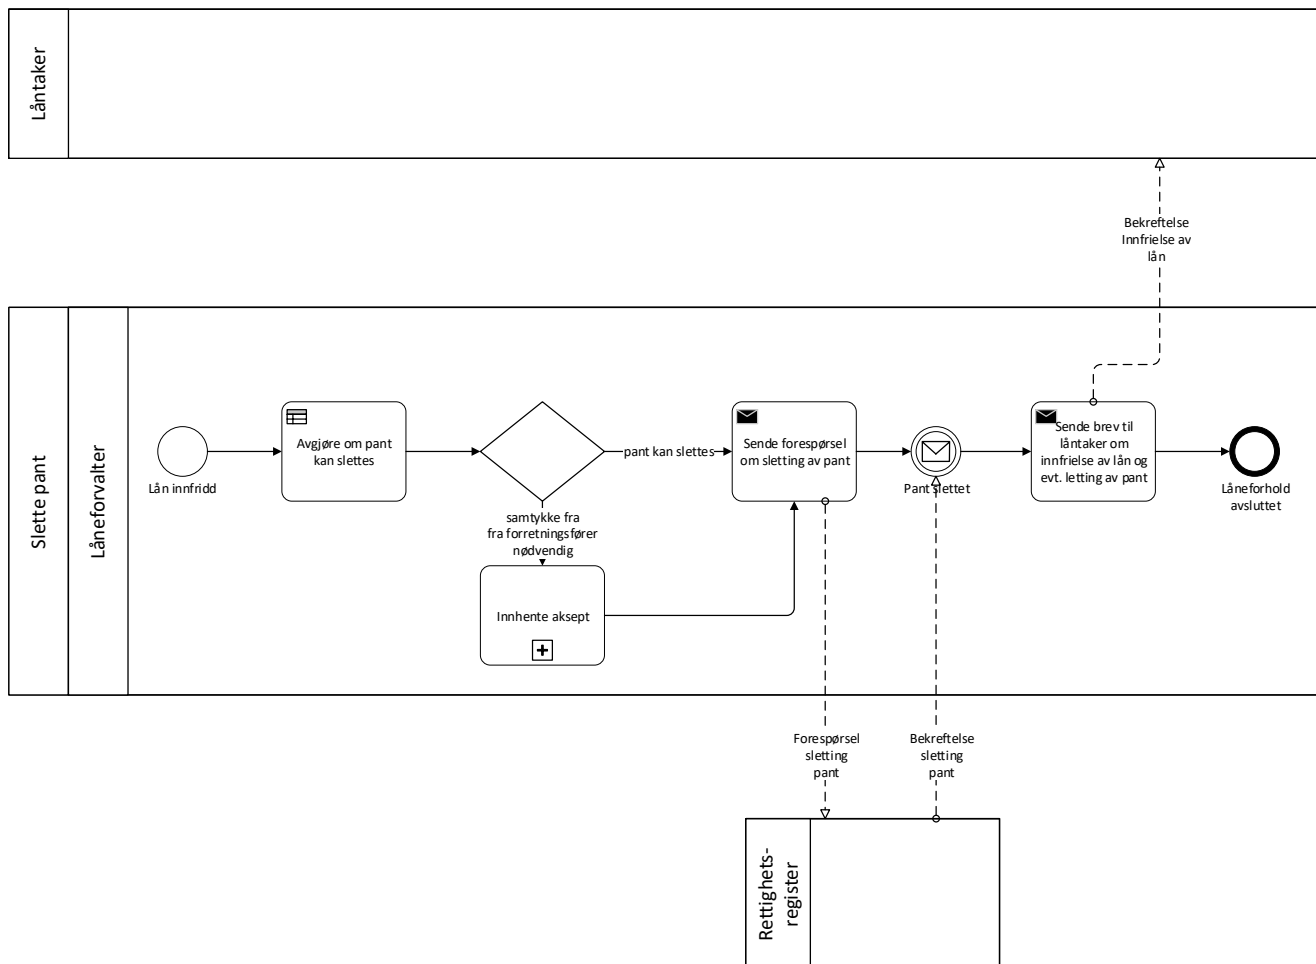 Låntaker
Bekreftelse
Innfrielse av
lån
Slette pant
Låneforvalter
Lån innfridd
Avgjøre om pant
kan slettes
pant kan slettes
samtykke fra
fra forretningsfører
nødvendig
Innhente aksept
Sende forespørsel
om sletting av pant
Pant slettet
Sende brev til
låntaker om
innfrielse av lån og
evt. letting av pant
Låneforhold
avsluttet
Forespørsel
sletting
pant
Bekreftelse
sletting
pant
Rettighets-
register